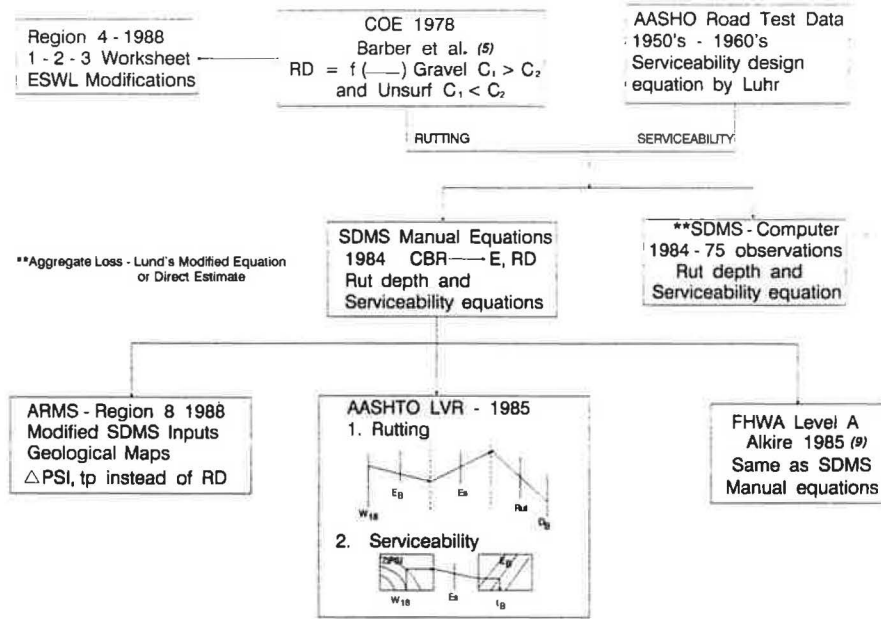 Region 4 - 1988
1 - 2 - 3 Worksheet
ESWL Modifications
COE 1978
Barber et al. (5)
RD = f (——) Gravel C₁ > C₂
and Unsurf C₁ < C₂
AASHO Road Test Data
1950's - 1960's
Serviceability design
equation by Luhr
RUTTING
SERVICEABILITY
**Aggregate Loss - Lund's Modified Equation
or Direct Estimate
SDMS Manual Equations
1984 CBR——→E, RD
Rut depth and
Serviceability equations
**SDMS - Computer
1984 - 75 observations
Rut depth and
Serviceability equation
ARMS - Region 8 1988
Modified SDMS Inputs
Geological Maps
△PSI, tp instead of RD
AASHTO LVR - 1985
1. Rutting
W₁₈
E_B
Es
Rut
D_B
2. Serviceability
△PSI
W₁₈
Es
E_B
t_B
FHWA Level A
Alkire 1985 (9)
Same as SDMS
Manual equations